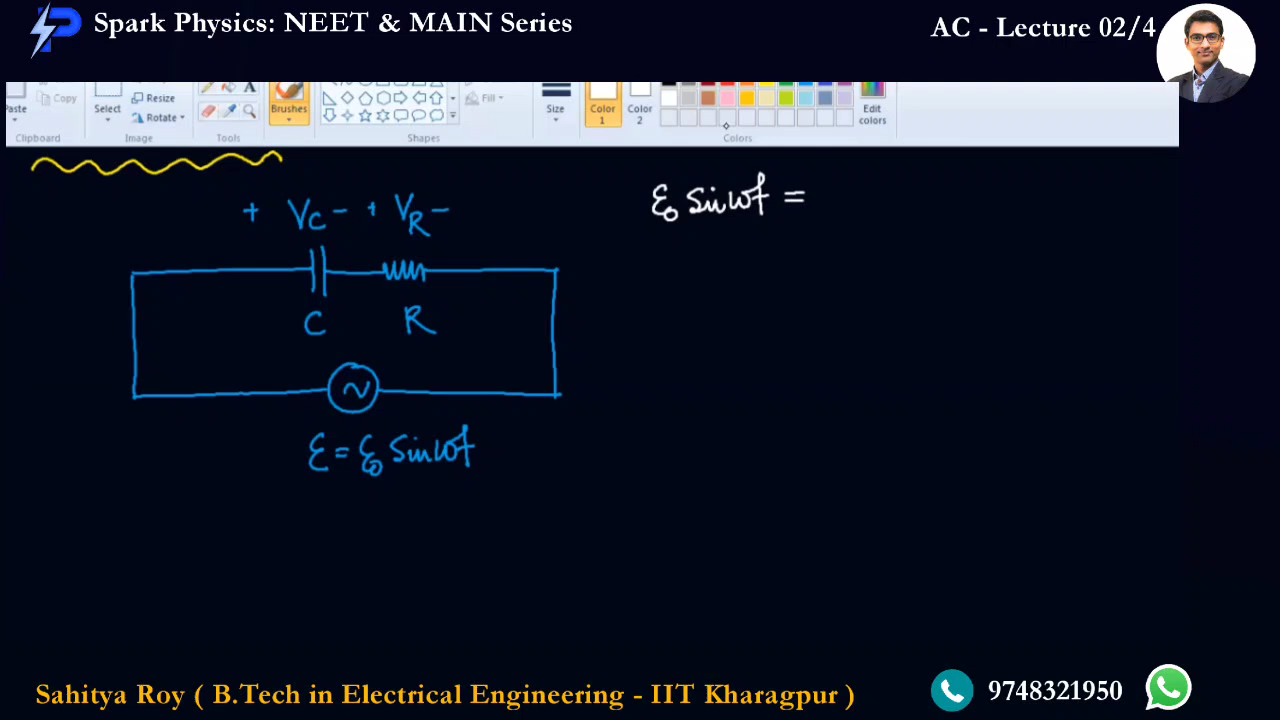 Spark Physics: NEET & MAIN Series
AC - Lecture 02/4
Paste
Copy
Clipboard
Select
Resize
Rotate
Image
A
Tools
Brushes
Fill
Shapes
Size
Color 1
Color 2
Edit colors
Colors
+ VC - + VR -
C R
ε = ε₀ sinωt
ε₀ sinωt =
Sahitya Roy ( B.Tech in Electrical Engineering - IIT Kharagpur )
9748321950